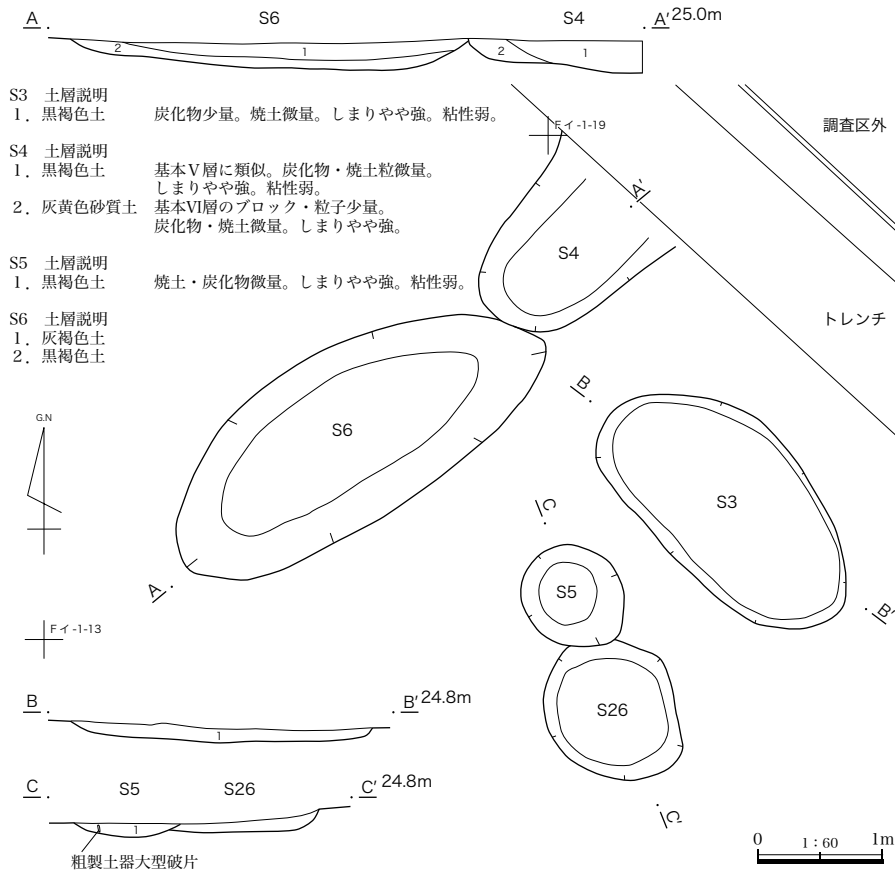 A S6 S4 A′ 25.0m
2 1 2 1
S3 土層説明
1．黒褐色土 炭化物少量。焼土微量。しまりやや強。粘性弱。
S4 土層説明
1．黒褐色土 基本Ⅴ層に類似。炭化物・焼土粒微量。
しまりやや強。粘性弱。
2．灰黄色砂質土 基本Ⅵ層のブロック・粒子少量。
炭化物・焼土微量。しまりやや強。
S5 土層説明
1．黒褐色土 焼土・炭化物微量。しまりやや強。粘性弱。
S6 土層説明
1．灰褐色土
2．黒褐色土
Fイ-1-19
調査区外
A′
S4
トレンチ
B
S6
G.N
S3
C
S5
A
B′
Fイ-1-13
S26
C′
B B′ 24.8m
1
C S5 S26 C′ 24.8m
1
粗製土器大型破片
0 1：60 1m